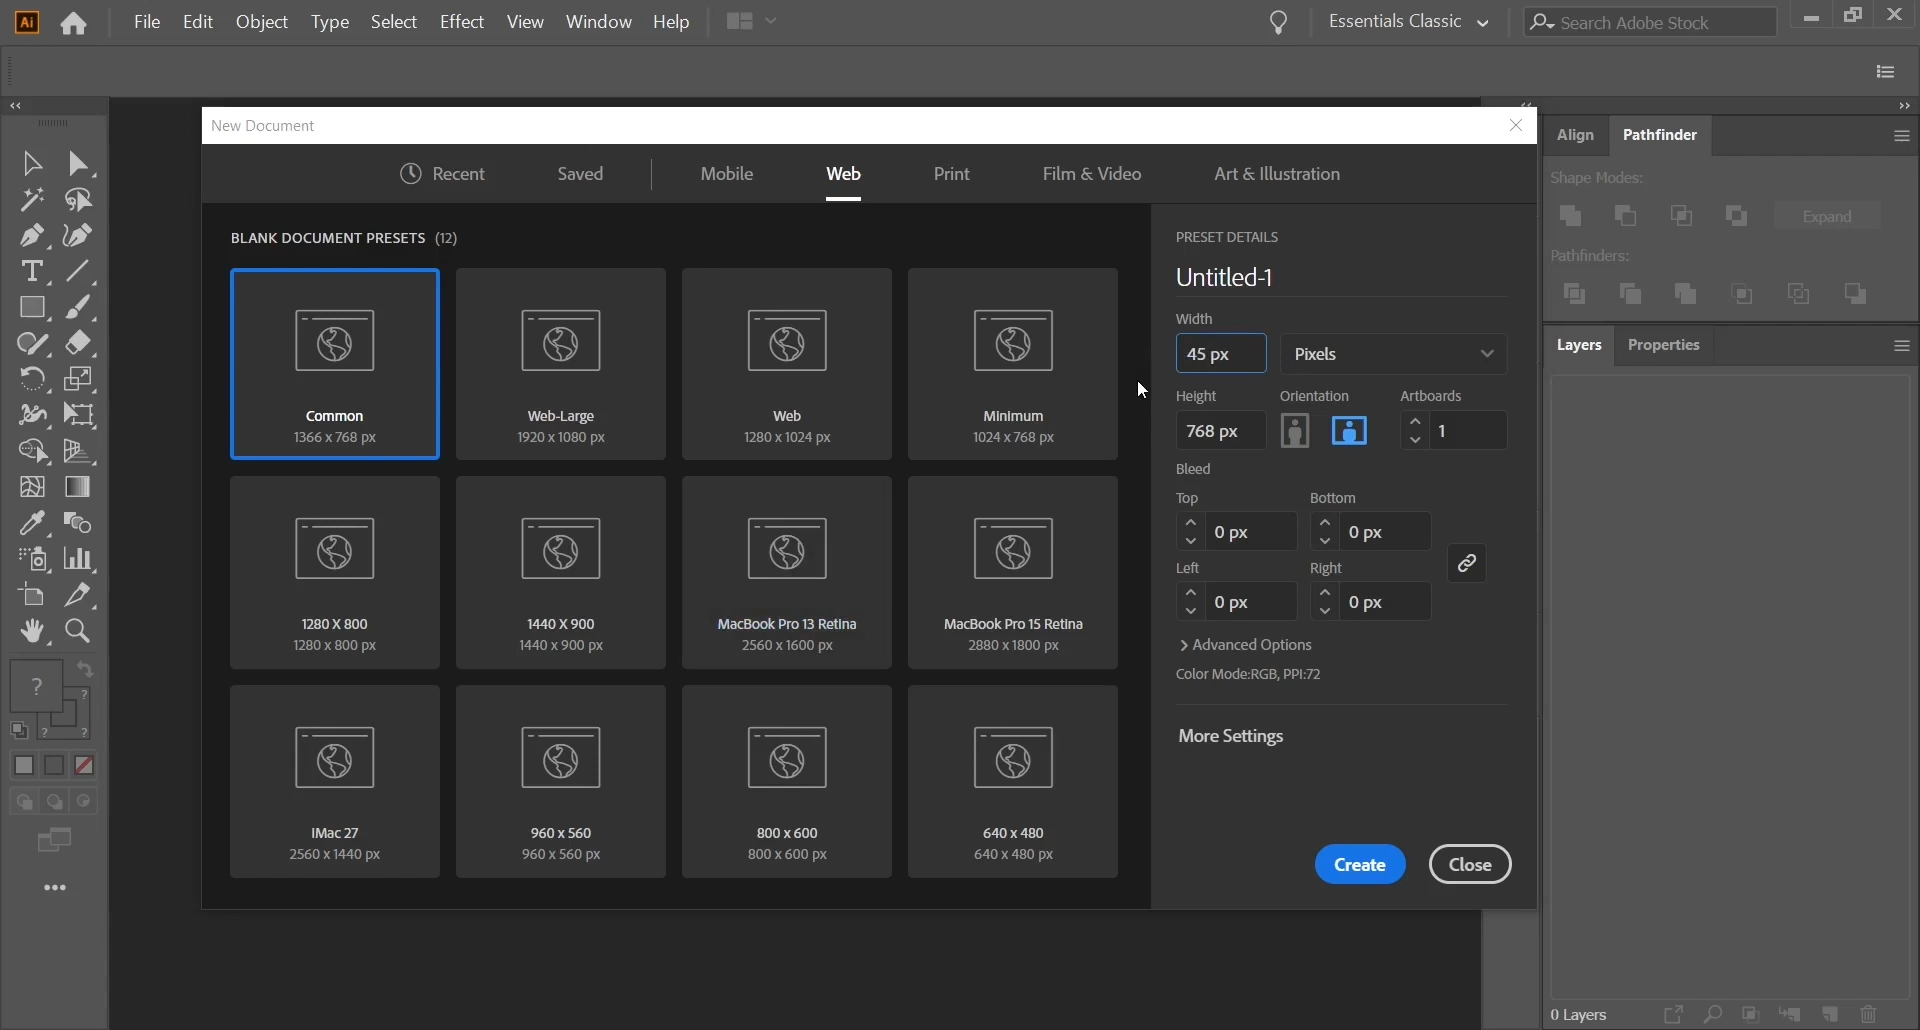 Ai File Edit Object Type Select Effect View Window Help Essentials Classic Search Adobe Stock
New Document
Recent Saved Mobile Web Print Film & Video Art & Illustration
BLANK DOCUMENT PRESETS (12)
Common
1366 x 768 px
Web-Large
1920 x 1080 px
Web
1280 x 1024 px
Minimum
1024 x 768 px
1280 X 800
1280 x 800 px
1440 X 900
1440 x 900 px
MacBook Pro 13 Retina
2560 x 1600 px
MacBook Pro 15 Retina
2880 x 1800 px
iMac 27
2560 x 1440 px
960 x 560
960 x 560 px
800 x 600
800 x 600 px
640 x 480
640 x 480 px
PRESET DETAILS
Untitled-1
Width
45 px Pixels
Height Orientation Artboards
768 px 1
Bleed
Top Bottom
0 px 0 px
Left Right
0 px 0 px
> Advanced Options
Color Mode:RGB, PPI:72
More Settings
Create Close
Align Pathfinder
Shape Modes:
Expand
Pathfinders:
Layers Properties
0 Layers